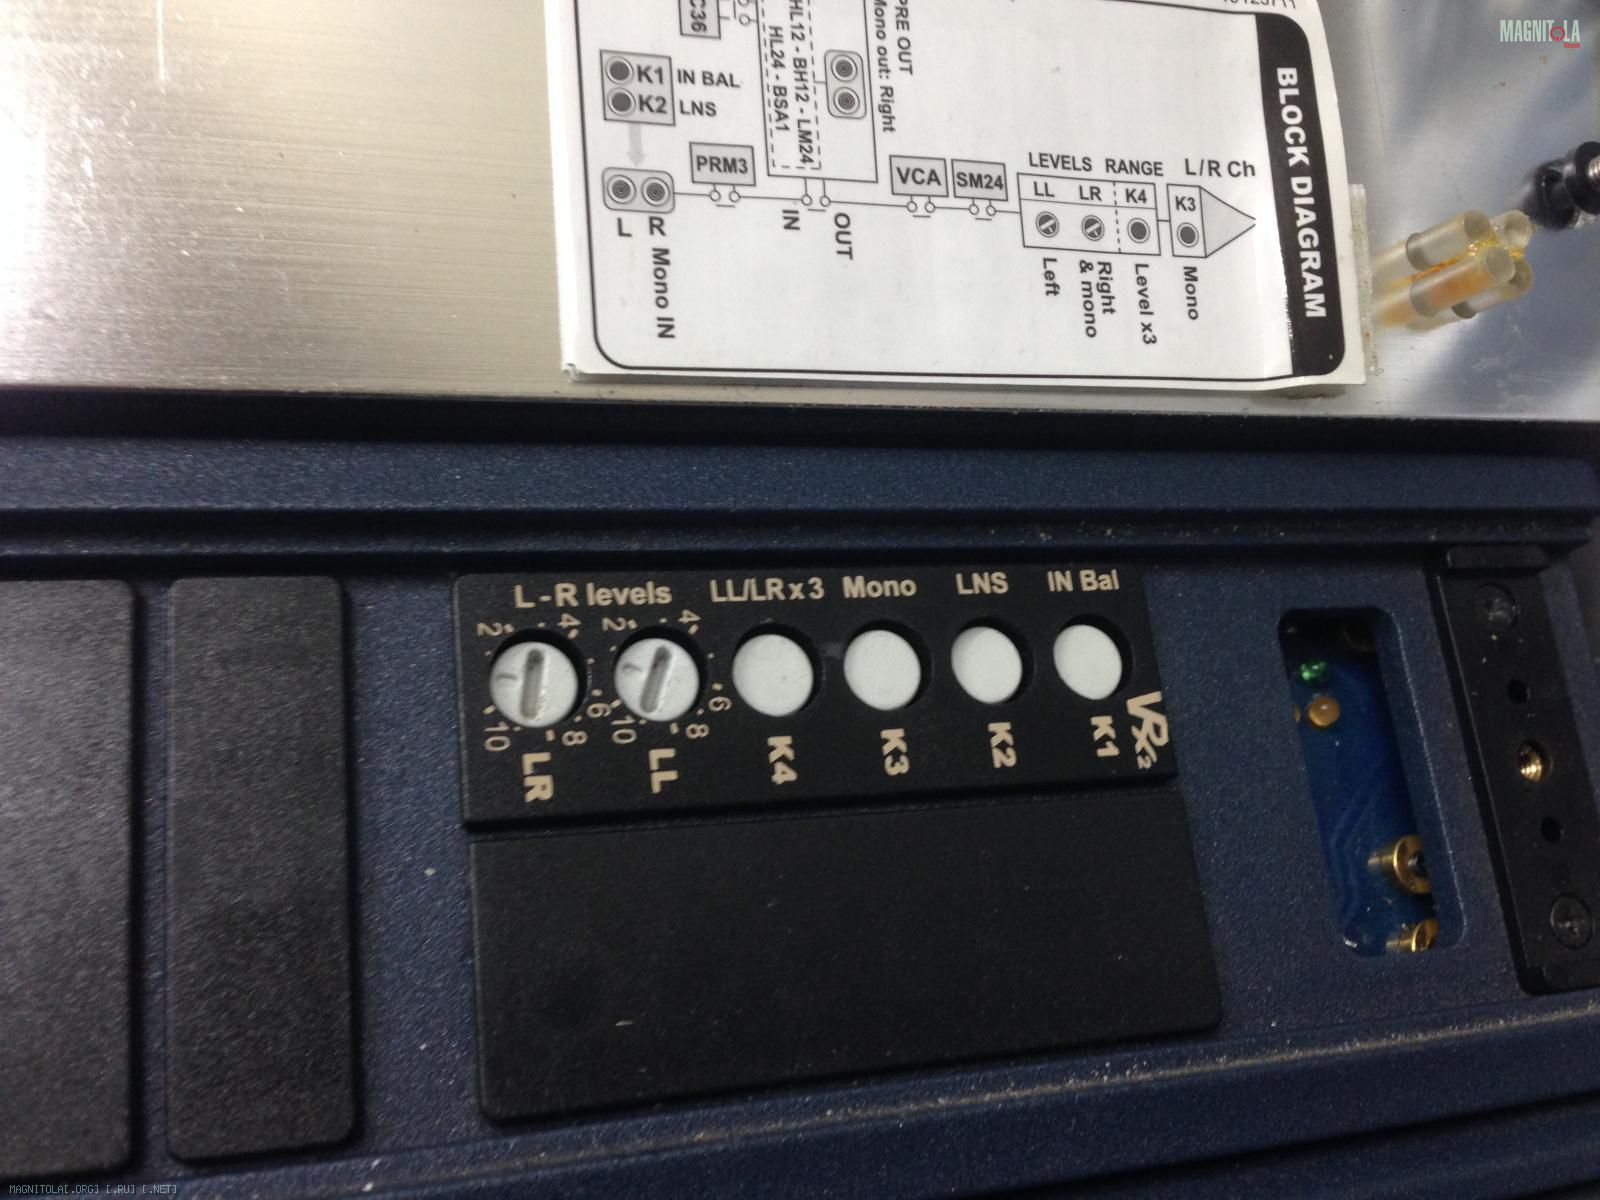 MAGNITOLA
Team
BLOCK DIAGRAM
PRE OUT
Mono out: Right
HL12 - BH12 - LM24
HL24 - BSA1
K1 IN BAL
K2 LNS
PRM3
L R
Mono IN
IN
OUT
VCA
SM24
LEVELS RANGE
LL LR K4
L/R Ch
K3
Left
Right
& mono
Level x3
Mono
L - R levels
LL/LR x 3
Mono
LNS
IN Bal
2 4 6 8 10
2 4 6 8 10
LR
LL
K4
K3
K2
K1
VRx2
MAGNITOLA[.ORG] [.RU] [.NET]